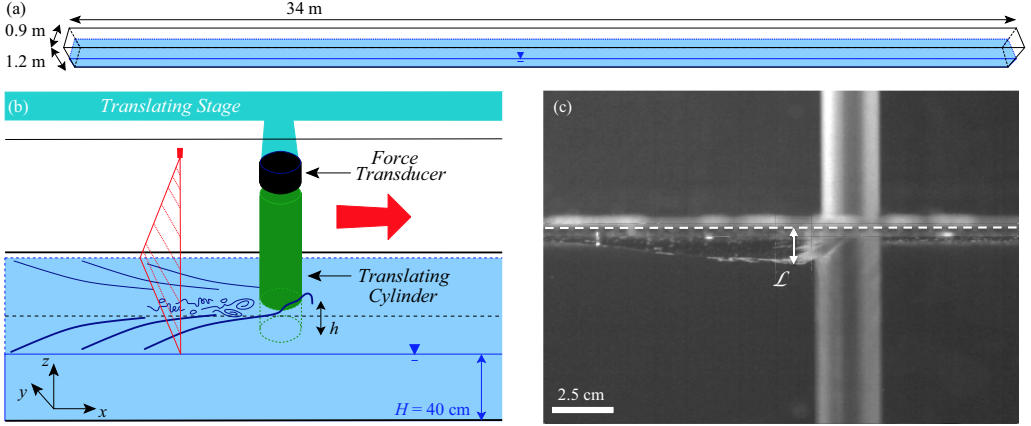 (a)
34 m
0.9 m
1.2 m
(b)
Translating Stage
Force
Transducer
Translating
Cylinder
h
z
y
x
H = 40 cm
(c)
ℒ
2.5 cm